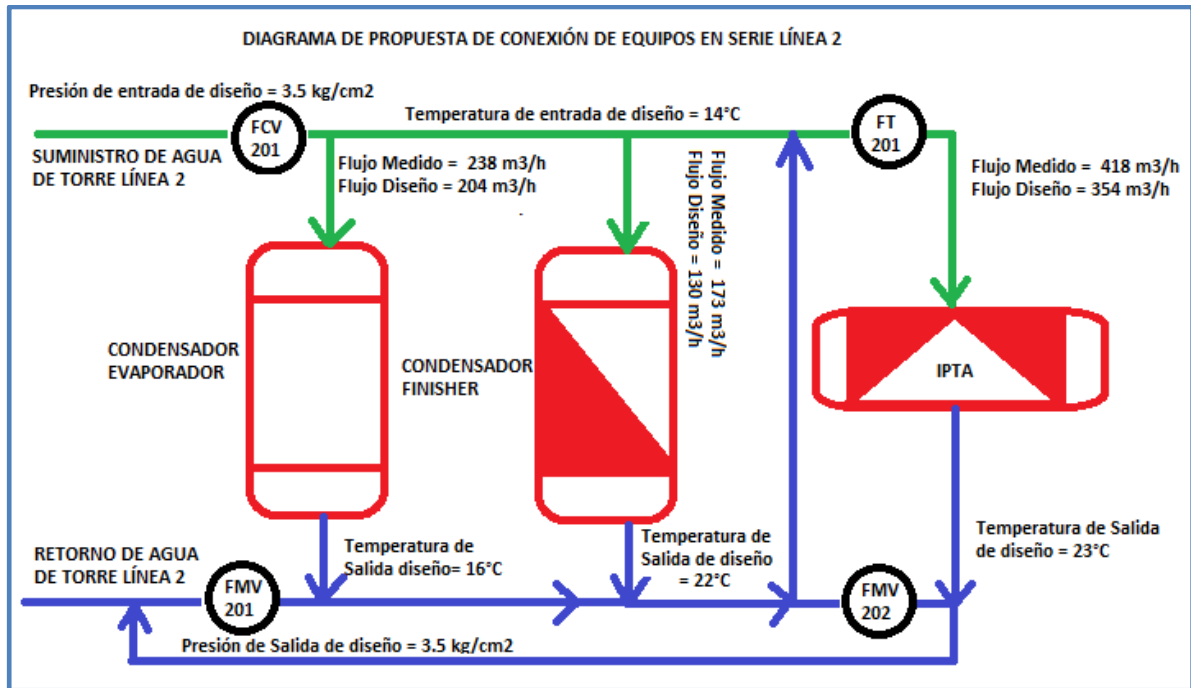 DIAGRAMA DE PROPUESTA DE CONEXIÓN DE EQUIPOS EN SERIE LÍNEA 2
Presión de entrada de diseño = 3.5 kg/cm2
Temperatura de entrada de diseño = 14°C
FCV
201
FT
201
SUMINISTRO DE AGUA
DE TORRE LÍNEA 2
Flujo Medido = 238 m3/h
Flujo Diseño = 204 m3/h
Flujo Medido = 173 m3/h
Flujo Diseño = 130 m3/h
Flujo Medido = 418 m3/h
Flujo Diseño = 354 m3/h
CONDENSADOR
EVAPORADOR
CONDENSADOR
FINISHER
IPTA
RETORNO DE AGUA
DE TORRE LÍNEA 2
FMV
201
Temperatura de
Salida diseño= 16°C
Temperatura de
Salida de diseño
= 22°C
FMV
202
Temperatura de Salida
de diseño = 23°C
Presión de Salida de diseño = 3.5 kg/cm2